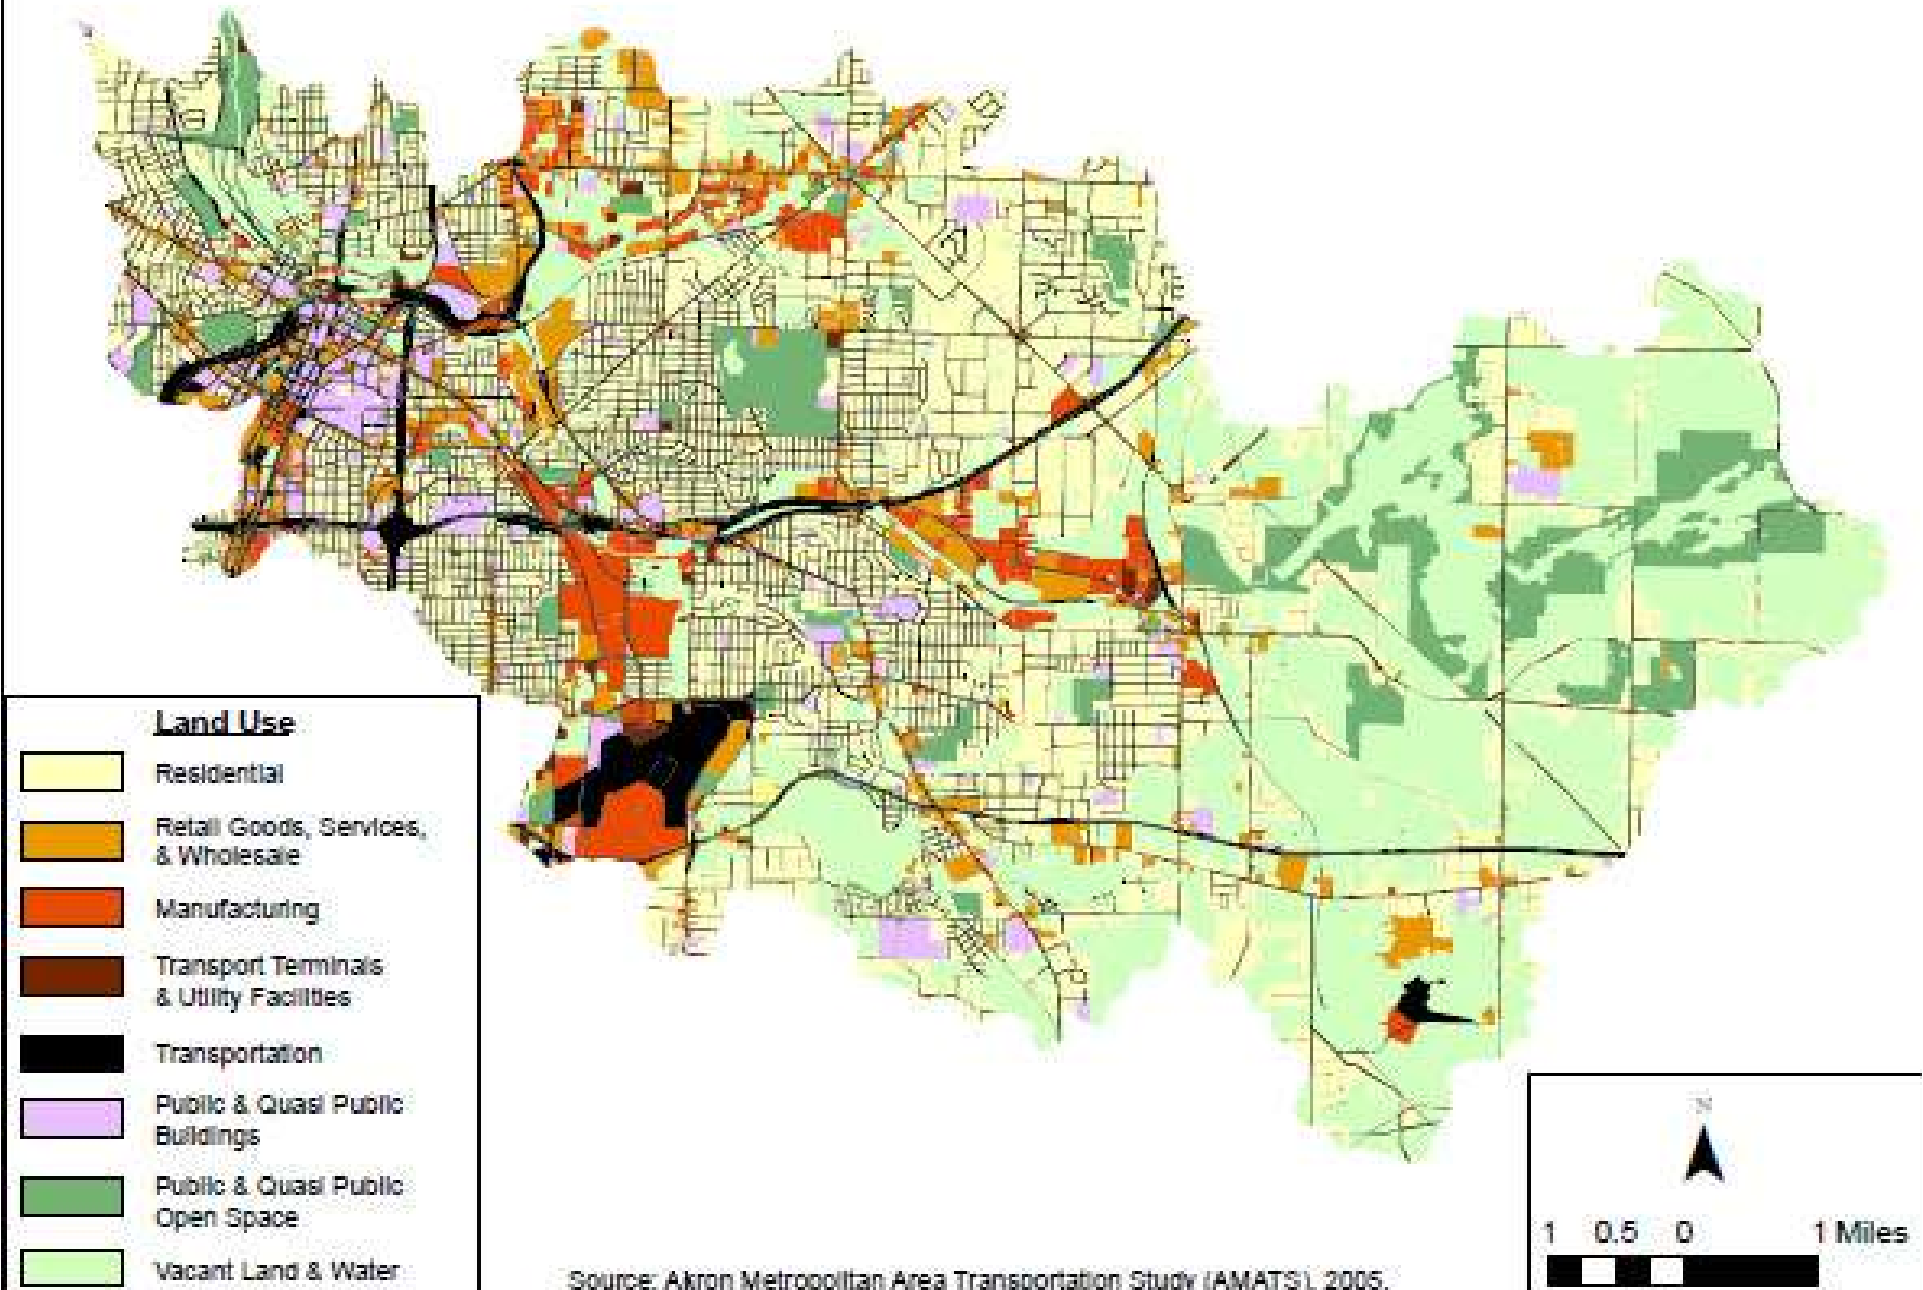 Land Use
Residential
Retail Goods, Services,
& Wholesale
Manufacturing
Transport Terminals
& Utility Facilities
Transportation
Public & Quasi Public
Buildings
Public & Quasi Public
Open Space
Vacant Land & Water
Source: Akron Metropolitan Area Transportation Study (AMATS), 2005.
N
1 0.5 0 1 Miles